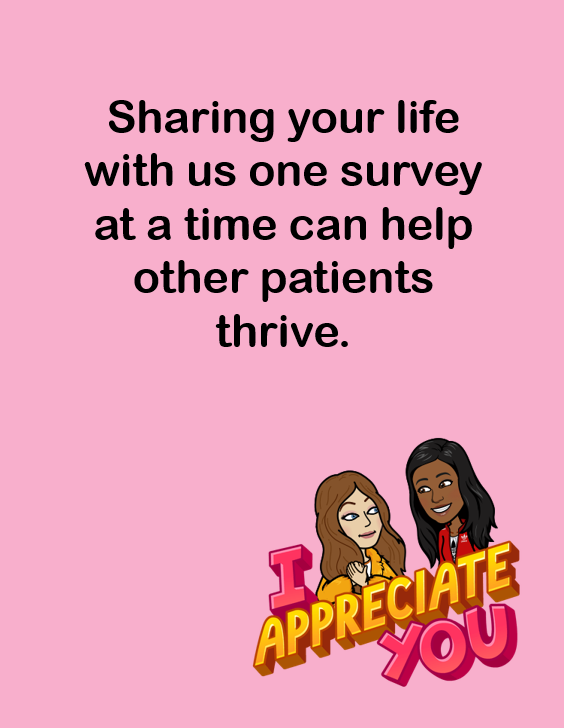 Sharing your life
with us one survey
at a time can help
other patients
thrive.
I
APPRECIATE
YOU